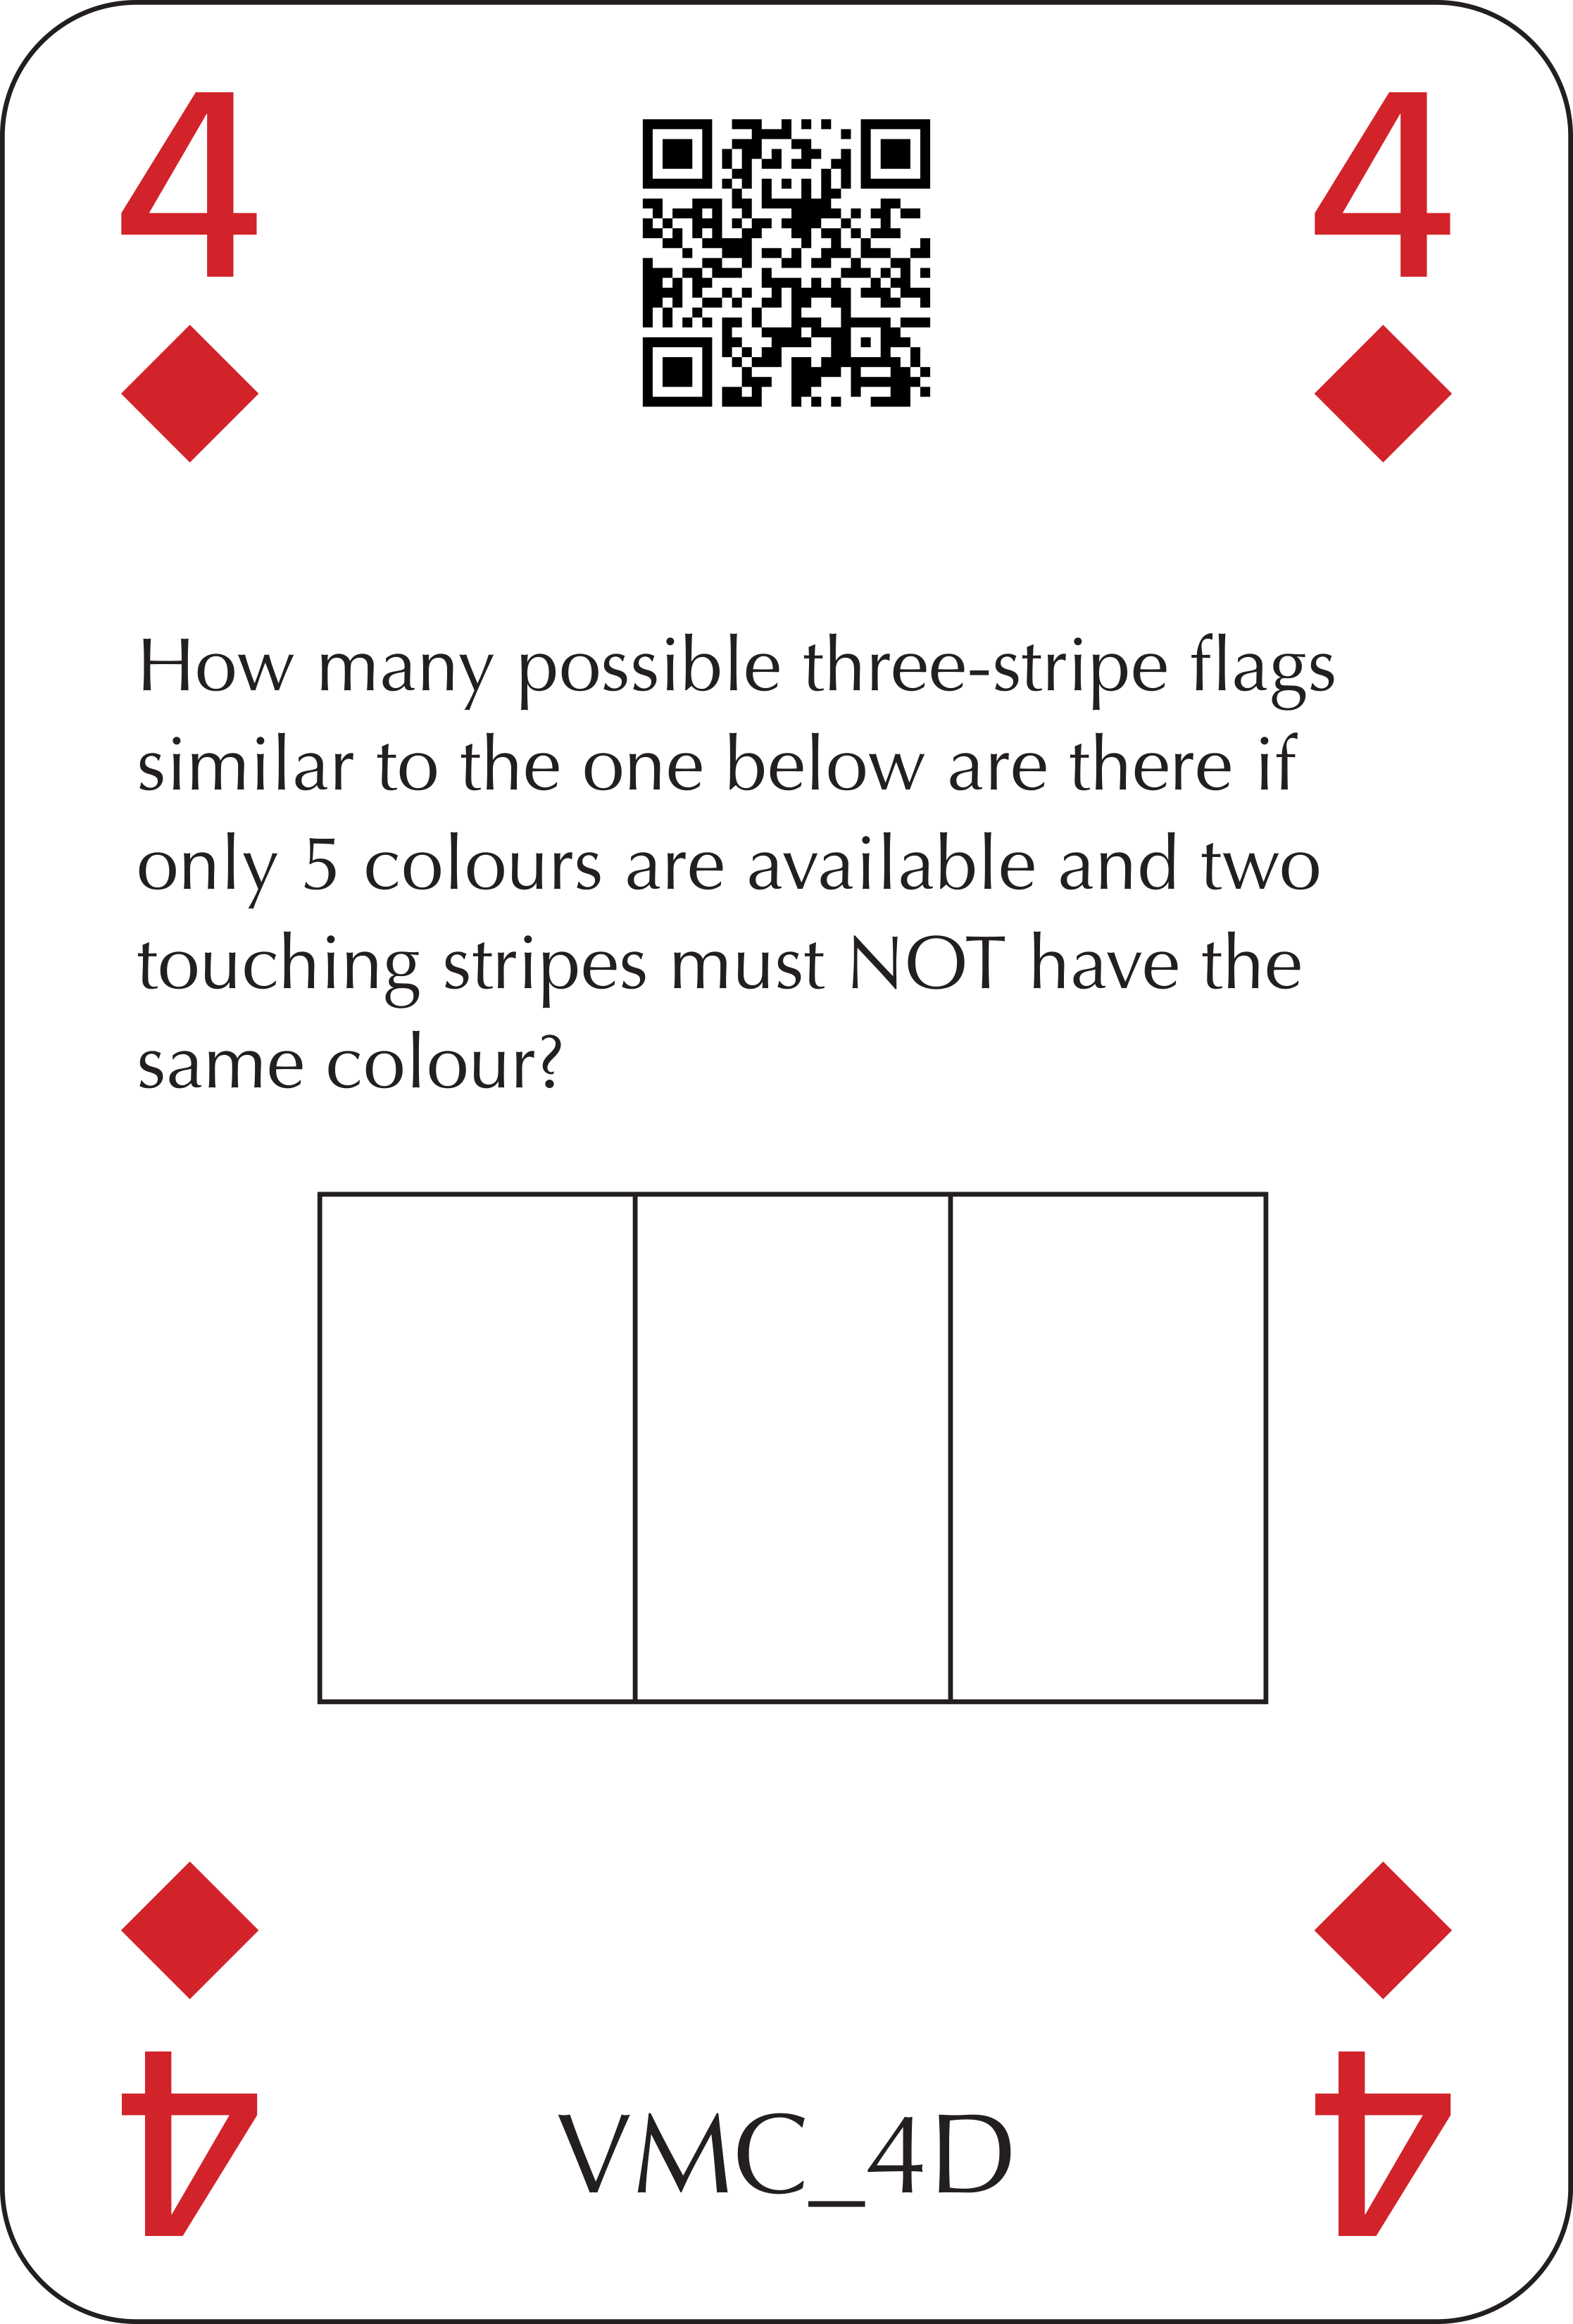 4 4
How many possible three-stripe flags
similar to the one below are there if
only 5 colours are available and two
touching stripes must NOT have the
same colour?
4 VMC_4D 4